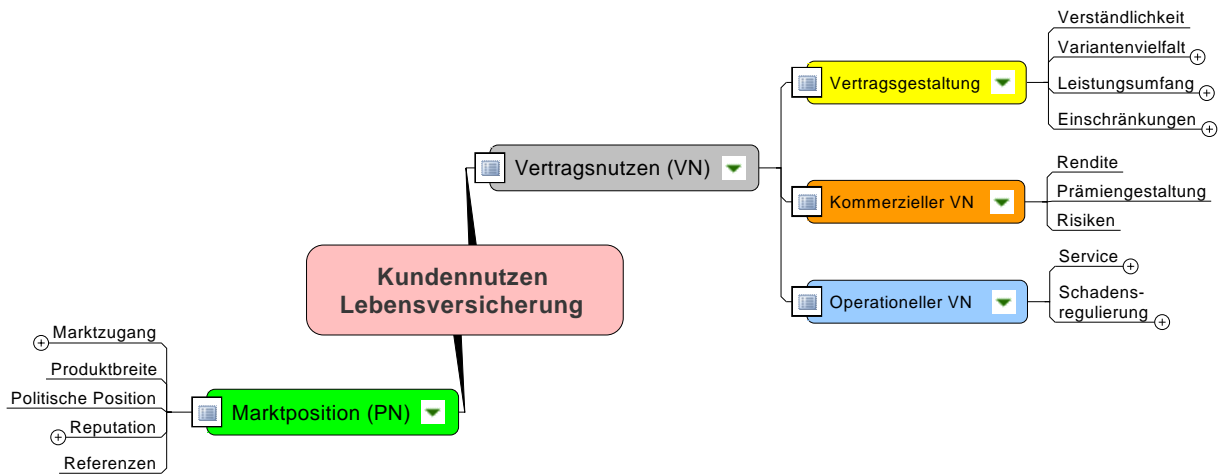 Kundennutzen
Lebensversicherung
Vertragsnutzen (VN)
Vertragsgestaltung
Verständlichkeit
Variantenvielfalt
Leistungsumfang
Einschränkungen
Kommerzieller VN
Rendite
Prämiengestaltung
Risiken
Operationeller VN
Service
Schadens-
regulierung
Marktposition (PN)
Marktzugang
Produktbreite
Politische Position
Reputation
Referenzen